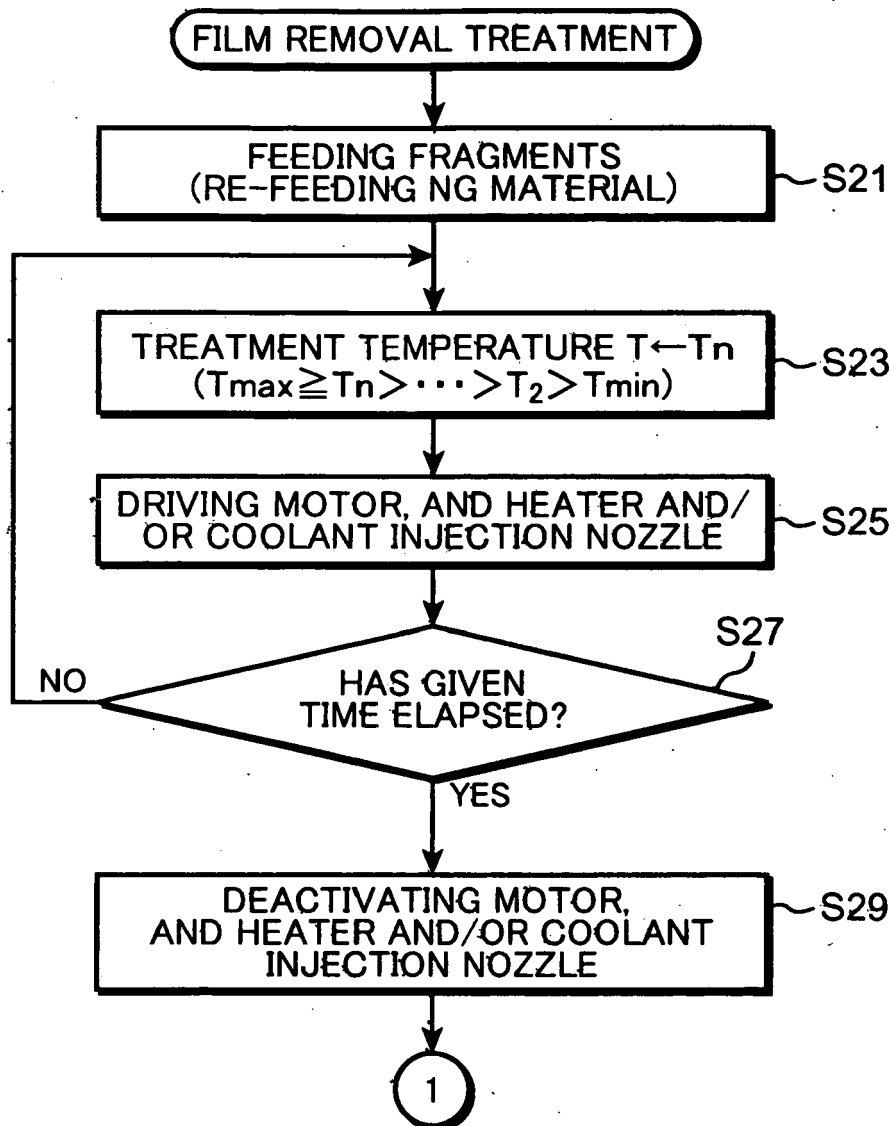 FILM REMOVAL TREATMENT
FEEDING FRAGMENTS
(RE-FEEDING NG MATERIAL)
S21
TREATMENT TEMPERATURE T←Tn
(Tmax≧Tn>···>T2>Tmin)
S23
DRIVING MOTOR, AND HEATER AND/
OR COOLANT INJECTION NOZZLE
S25
S27
NO
HAS GIVEN
TIME ELAPSED?
YES
DEACTIVATING MOTOR,
AND HEATER AND/OR COOLANT
INJECTION NOZZLE
S29
1